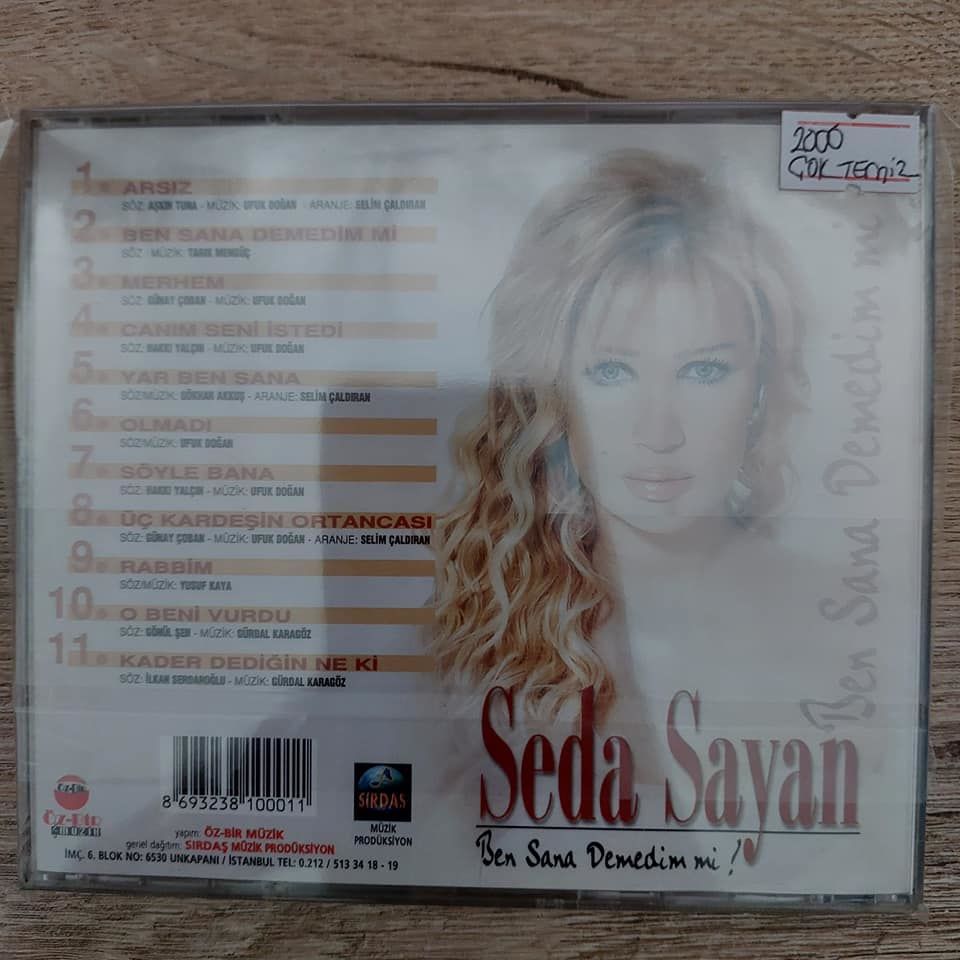 2000
ÇOK TEMİZ
1. ARSIZ
SÖZ: AŞKIN TUNA - MÜZİK: UFUK DOĞAN - ARANJE: SELİM ÇALDIRAN
2. BEN SANA DEMEDİM Mİ
SÖZ / MÜZİK: TARIK MENGÜÇ
3. MERHEM
SÖZ: GÜNAY ÇOBAN - MÜZİK: UFUK DOĞAN
4. CANIM SENİ İSTEDİ
SÖZ: HAKKI YALÇIN - MÜZİK: UFUK DOĞAN
5. YAR BEN SANA
SÖZ/MÜZİK: GÖKHAN AKKUŞ - ARANJE: SELİM ÇALDIRAN
6. OLMADI
SÖZ/MÜZİK: UFUK DOĞAN
7. SÖYLE BANA
SÖZ: HAKKI YALÇIN - MÜZİK: UFUK DOĞAN
8. ÜÇ KARDEŞİN ORTANCASI
SÖZ: GÜNAY ÇOBAN - MÜZİK: UFUK DOĞAN - ARANJE: SELİM ÇALDIRAN
9. RABBİM
SÖZ/MÜZİK: YUSUF KAYA
10. O BENİ VURDU
SÖZ: GÖNÜL ŞEN - MÜZİK: GÜRDAL KARAGÖZ
11. KADER DEDİĞİN NE Kİ
SÖZ: İLKAN SERDAROĞLU - MÜZİK: GÜRDAL KARAGÖZ
Ben Sana Demedim mi
Seda Sayan
Ben Sana Demedim mi !
8 693238 100011
ÖZ-BİR
ÖZ-BİR
MÜZİK
SIRDAŞ
MÜZİK
PRODÜKSİYON
yapım: ÖZ-BİR MÜZİK
genel dağıtım: SIRDAŞ MÜZİK PRODÜKSİYON
İMÇ. 6. BLOK NO: 6530 UNKAPANI / İSTANBUL TEL: 0.212 / 513 34 18 - 19